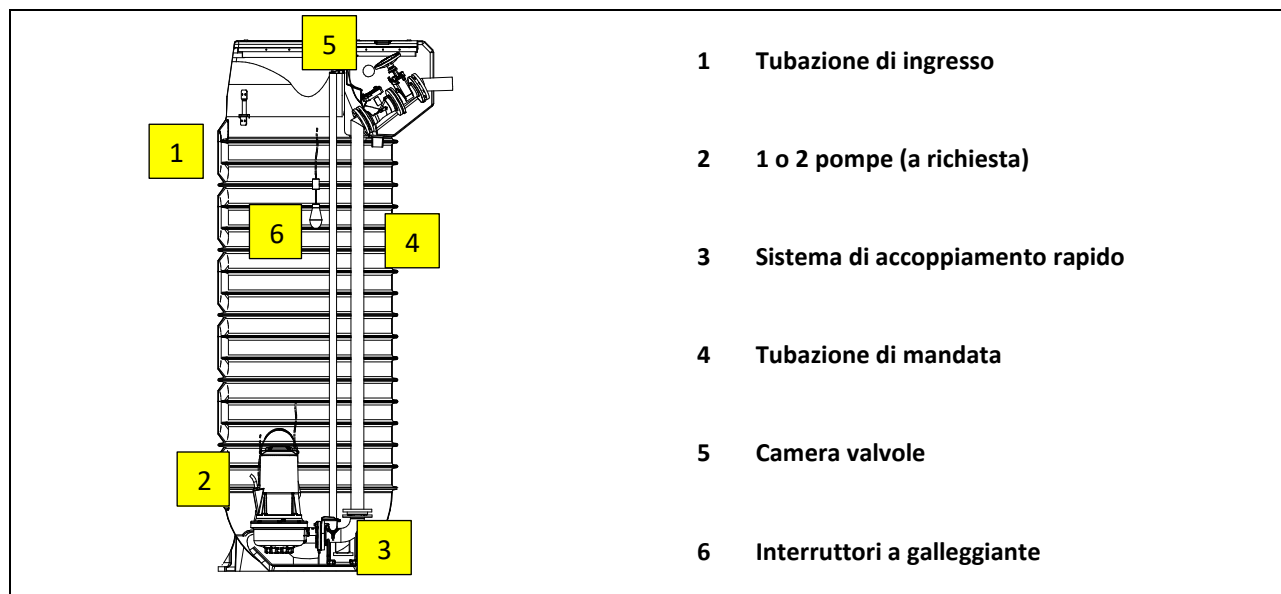 5
1
6
4
2
3
1 Tubazione di ingresso
2 1 o 2 pompe (a richiesta)
3 Sistema di accoppiamento rapido
4 Tubazione di mandata
5 Camera valvole
6 Interruttori a galleggiante